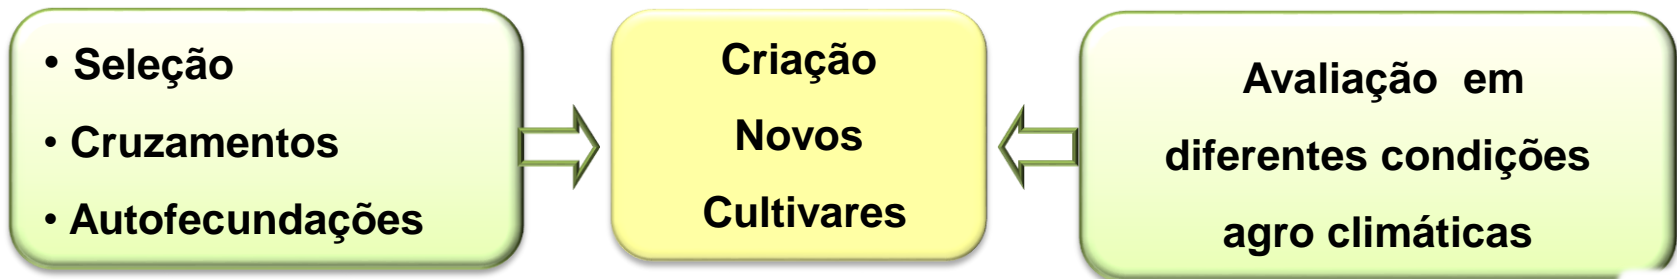 • Seleção
• Cruzamentos
• Autofecundações
Criação
Novos
Cultivares
Avaliação em
diferentes condições
agro climáticas